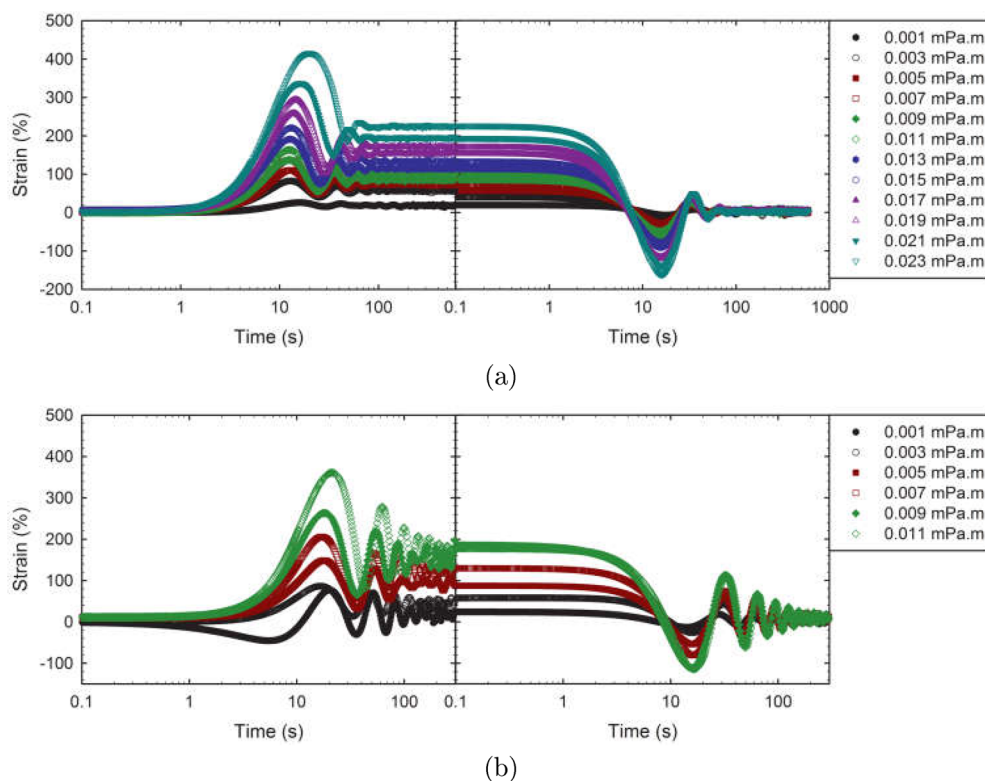 500
400
300
200
100
0
-100
-200
Strain (%)
0.1 1 10 100 0.1 1 10 100 1000
Time (s) Time (s)
0.001 mPa.m
0.003 mPa.m
0.005 mPa.m
0.007 mPa.m
0.009 mPa.m
0.011 mPa.m
0.013 mPa.m
0.015 mPa.m
0.017 mPa.m
0.019 mPa.m
0.021 mPa.m
0.023 mPa.m
(a)
500
400
300
200
100
0
-100
Strain (%)
0.1 1 10 100 0.1 1 10 100
Time (s) Time (s)
0.001 mPa.m
0.003 mPa.m
0.005 mPa.m
0.007 mPa.m
0.009 mPa.m
0.011 mPa.m
(b)